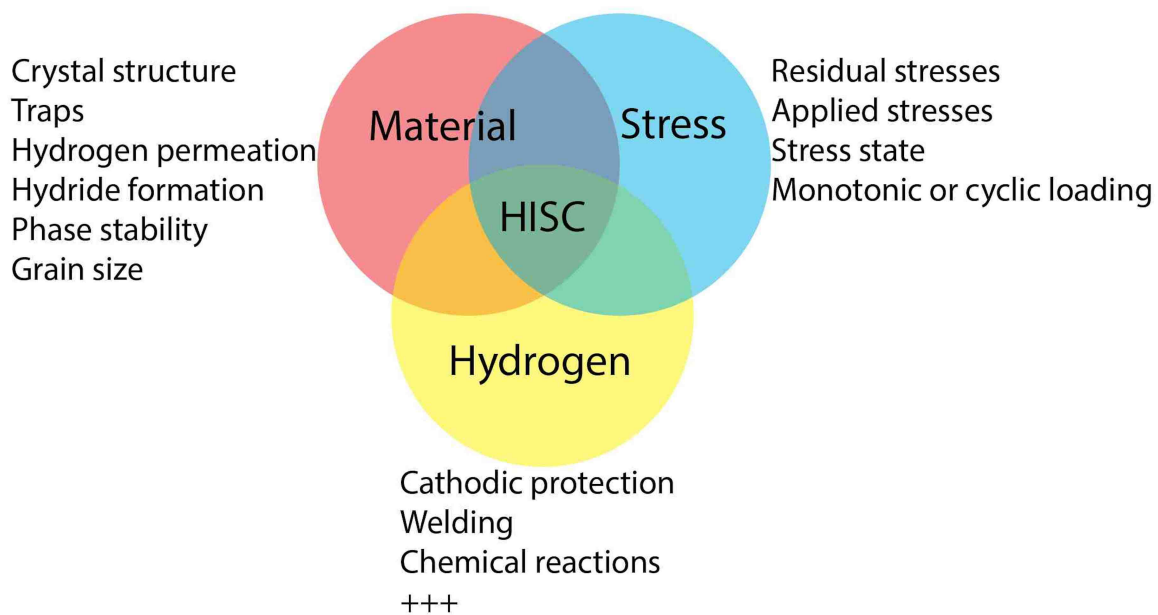 Crystal structure
Traps
Hydrogen permeation
Hydride formation
Phase stability
Grain size
Material
Stress
HISC
Hydrogen
Residual stresses
Applied stresses
Stress state
Monotonic or cyclic loading
Cathodic protection
Welding
Chemical reactions
+++